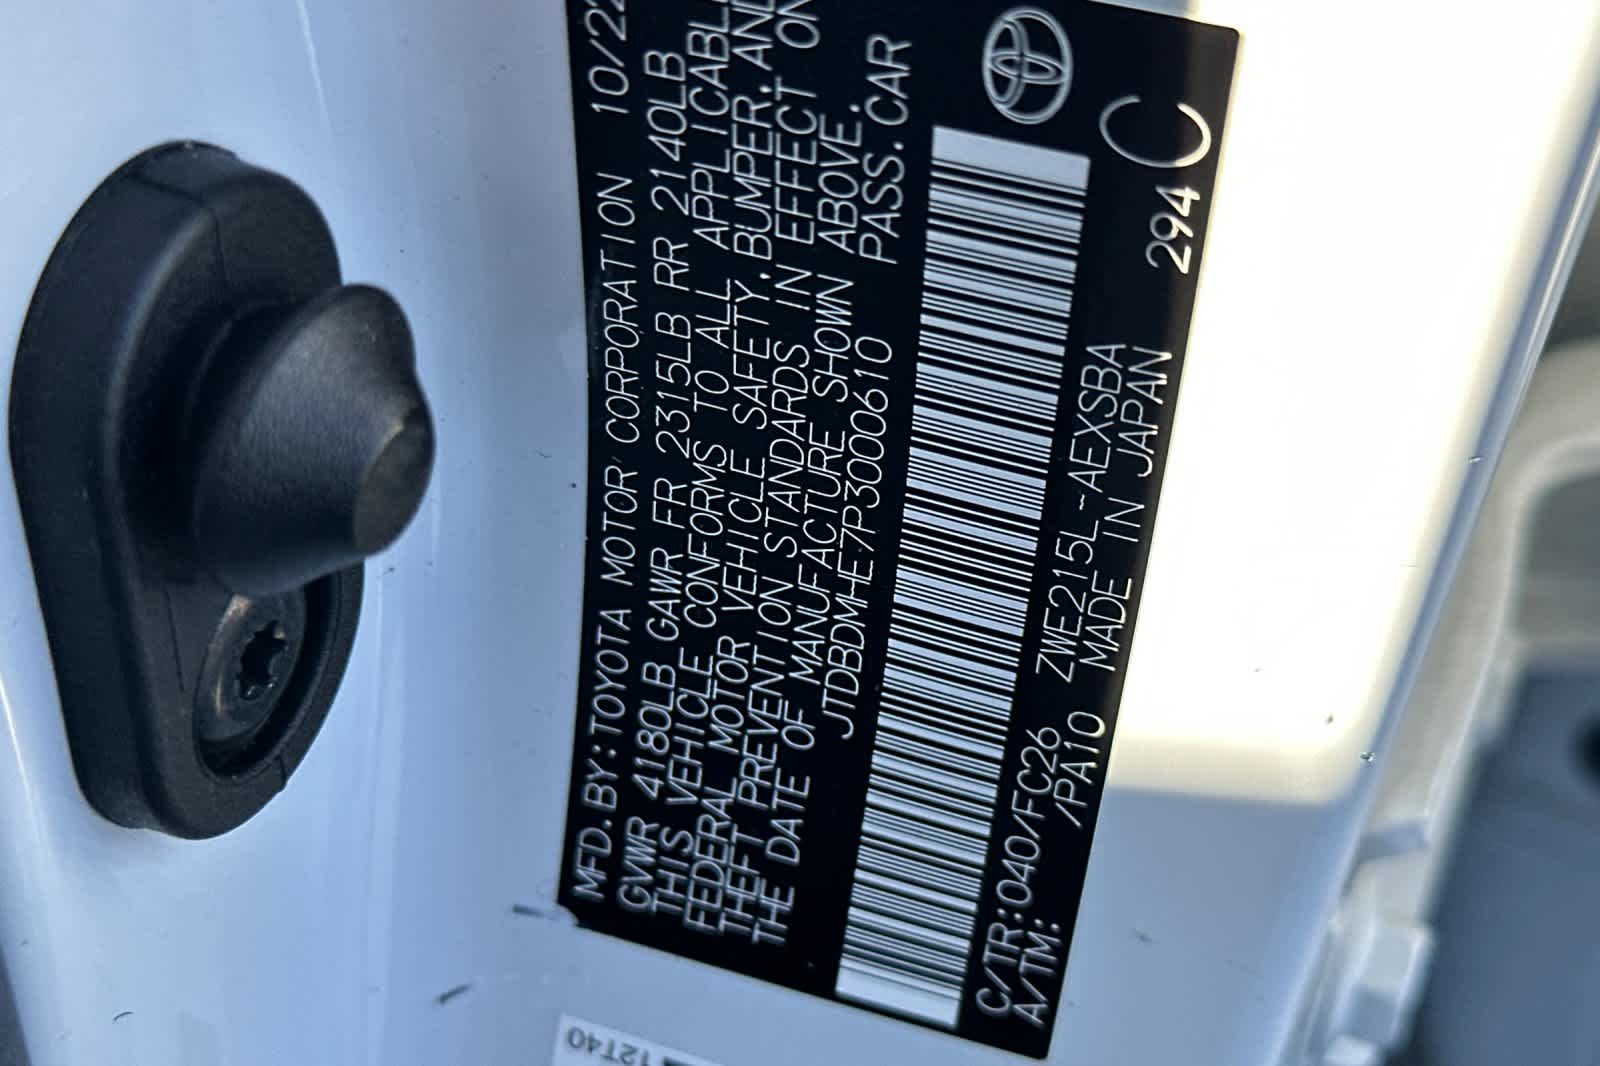 MFD.BY:TOYOTA MOTOR CORPORATION 10/22
GVWR 4180LB GAWR FR 2315LB RR 2140LB
THIS VEHICLE CONFORMS TO ALL APPLICABL
FEDERAL MOTOR VEHICLE SAFETY,BUMPER,AND
THEFT PREVENTION STANDARDS IN EFFECT ON
THE DATE OF MANUFACTURE SHOWN ABOVE.
JTDBDMHE7P3000610 PASS.CAR
C/TR:040/FC26 ZWE215L-AEXSBA 294 C
A/TM: /PA10 MADE IN JAPAN
12T40